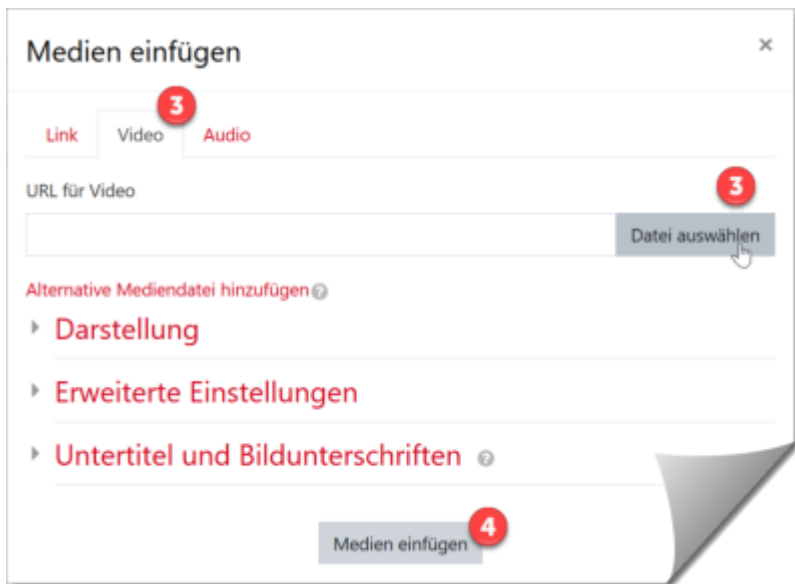 Medien einfügen ×
3
Link Video Audio
URL für Video
3
Datei auswählen
Alternative Mediendatei hinzufügen ?
Darstellung
Erweiterte Einstellungen
Untertitel und Bildunterschriften ?
4
Medien einfügen